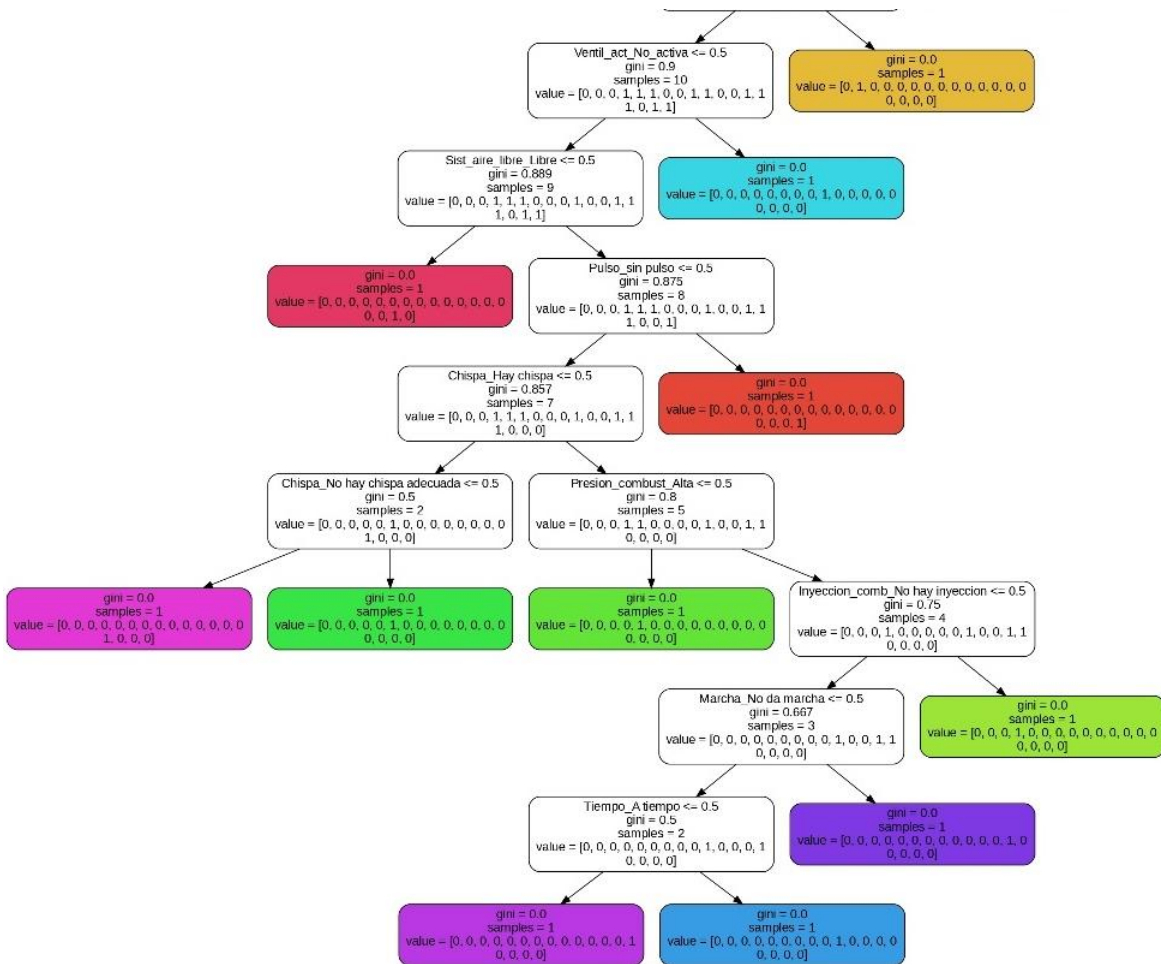 Ventil_act_No_activa <= 0.5
gini = 0.9
samples = 10
value = [0, 0, 0, 1, 1, 1, 0, 0, 1, 1, 0, 0, 1, 1
1, 0, 1, 1]
gini = 0.0
samples = 1
value = [0, 1, 0, 0, 0, 0, 0, 0, 0, 0, 0, 0, 0, 0, 0
0, 0, 0, 0]
Sist_aire_libre_Libre <= 0.5
gini = 0.889
samples = 9
value = [0, 0, 0, 1, 1, 1, 0, 0, 0, 1, 0, 0, 1, 1
1, 0, 1, 1]
gini = 0.0
samples = 1
value = [0, 0, 0, 0, 0, 0, 0, 0, 1, 0, 0, 0, 0, 0
0, 0, 0, 0]
gini = 0.0
samples = 1
value = [0, 0, 0, 0, 0, 0, 0, 0, 0, 0, 0, 0, 0, 0
0, 0, 1, 0]
Pulso_sin pulso <= 0.5
gini = 0.875
samples = 8
value = [0, 0, 0, 1, 1, 1, 0, 0, 0, 1, 0, 0, 1, 1
1, 0, 0, 1]
Chispa_Hay chispa <= 0.5
gini = 0.857
samples = 7
value = [0, 0, 0, 1, 1, 1, 0, 0, 0, 1, 0, 0, 1, 1
1, 0, 0, 0]
gini = 0.0
samples = 1
value = [0, 0, 0, 0, 0, 0, 0, 0, 0, 0, 0, 0, 0, 0
0, 0, 0, 1]
Chispa_No hay chispa adecuada <= 0.5
gini = 0.5
samples = 2
value = [0, 0, 0, 0, 0, 1, 0, 0, 0, 0, 0, 0, 0, 0
1, 0, 0, 0]
Presion_combust_Alta <= 0.5
gini = 0.8
samples = 5
value = [0, 0, 0, 1, 1, 0, 0, 0, 0, 1, 0, 0, 1, 1
0, 0, 0, 0]
gini = 0.0
samples = 1
value = [0, 0, 0, 0, 0, 0, 0, 0, 0, 0, 0, 0, 0, 0
1, 0, 0, 0]
gini = 0.0
samples = 1
value = [0, 0, 0, 0, 0, 1, 0, 0, 0, 0, 0, 0, 0, 0
0, 0, 0, 0]
gini = 0.0
samples = 1
value = [0, 0, 0, 0, 1, 0, 0, 0, 0, 0, 0, 0, 0, 0
0, 0, 0, 0]
Inyeccion_comb_No hay inyeccion <= 0.5
gini = 0.75
samples = 4
value = [0, 0, 0, 1, 0, 0, 0, 0, 0, 1, 0, 0, 1, 1
0, 0, 0, 0]
Marcha_No da marcha <= 0.5
gini = 0.667
samples = 3
value = [0, 0, 0, 0, 0, 0, 0, 0, 0, 1, 0, 0, 1, 1
0, 0, 0, 0]
gini = 0.0
samples = 1
value = [0, 0, 0, 1, 0, 0, 0, 0, 0, 0, 0, 0, 0, 0
0, 0, 0, 0]
Tiempo_A tiempo <= 0.5
gini = 0.5
samples = 2
value = [0, 0, 0, 0, 0, 0, 0, 0, 0, 1, 0, 0, 0, 1
0, 0, 0, 0]
gini = 0.0
samples = 1
value = [0, 0, 0, 0, 0, 0, 0, 0, 0, 0, 0, 0, 1, 0
0, 0, 0, 0]
gini = 0.0
samples = 1
value = [0, 0, 0, 0, 0, 0, 0, 0, 0, 0, 0, 0, 0, 1
0, 0, 0, 0]
gini = 0.0
samples = 1
value = [0, 0, 0, 0, 0, 0, 0, 0, 0, 1, 0, 0, 0, 0
0, 0, 0, 0]